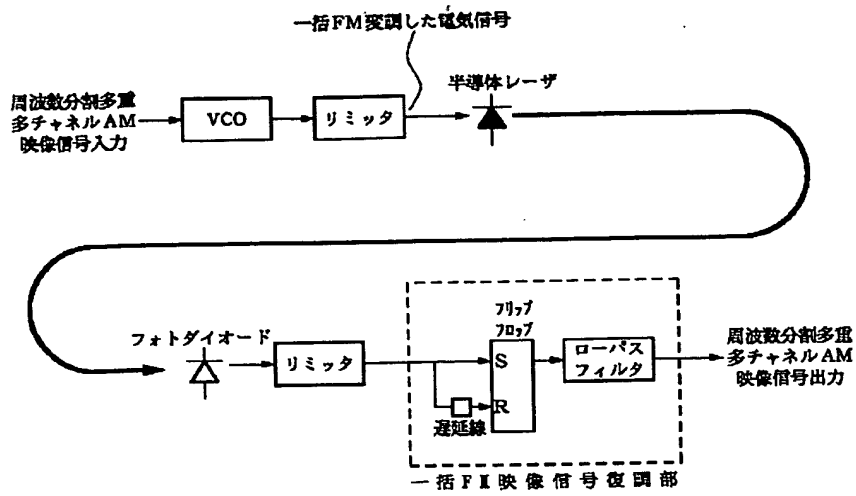 一括FM変調した電気信号
周波数分割多重
多チャネルAM
映像信号入力
VCO
リミッタ
半導体レーザ
フォトダイオード
リミッタ
フリップ
フロップ
S
R
遅延線
ローパス
フィルタ
周波数分割多重
多チャネルAM
映像信号出力
一括FM映像信号復調部